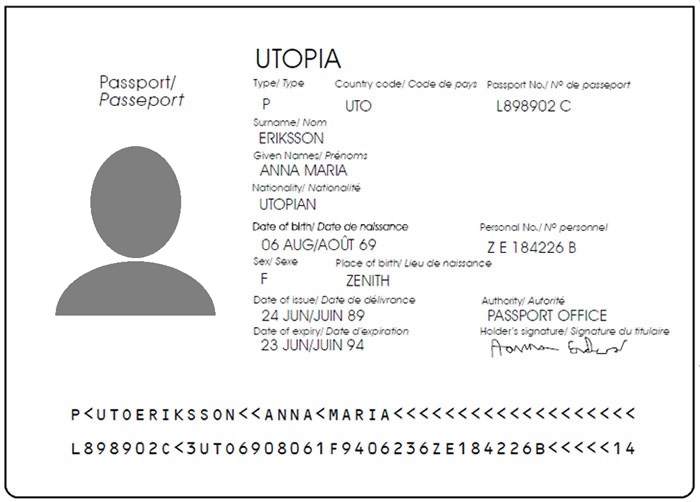 UTOPIA
Passport/
Passeport
Type/ Type Country code/ Code de pays Passport No./ Nº de passeport
P UTO L898902 C
Surname/ Nom
ERIKSSON
Given Names/ Prénoms
ANNA MARIA
Nationality/ Nationalité
UTOPIAN
Date of birth/ Date de naissance Personal No./ Nº personnel
06 AUG/AOÛT 69 Z E 184226 B
Sex/ Sexe Place of birth/ Lieu de naissance
F ZENITH
Date of issue/ Date de délivrance Authority/ Autorité
24 JUN/JUIN 89 PASSPORT OFFICE
Date of expiry/ Date d'expiration Holder's signature/ Signature du titulaire
23 JUN/JUIN 94
P<UTOERIKSSON<<ANNA<MARIA<<<<<<<<<<<<<<<<<<<
L898902C<3UTO6908061F9406236ZE184226B<<<<<14